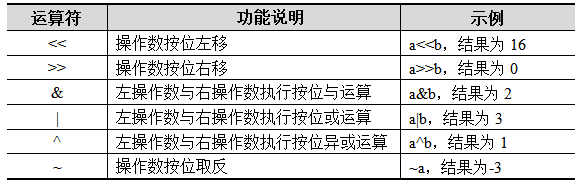 运算符 功能说明 示例
<< 操作数按位左移 a<<b，结果为 16
>> 操作数按位右移 a>>b，结果为 0
& 左操作数与右操作数执行按位与运算 a&b，结果为 2
| 左操作数与右操作数执行按位或运算 a|b，结果为 3
^ 左操作数与右操作数执行按位异或运算 a^b，结果为 1
~ 操作数按位取反 ~a，结果为-3